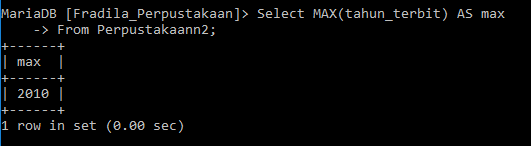 MariaDB [Fradila_Perpustakaan]> Select MAX(tahun_terbit) AS max
    -> From Perpustakaann2;
+------+
| max  |
+------+
| 2010 |
+------+
1 row in set (0.00 sec)